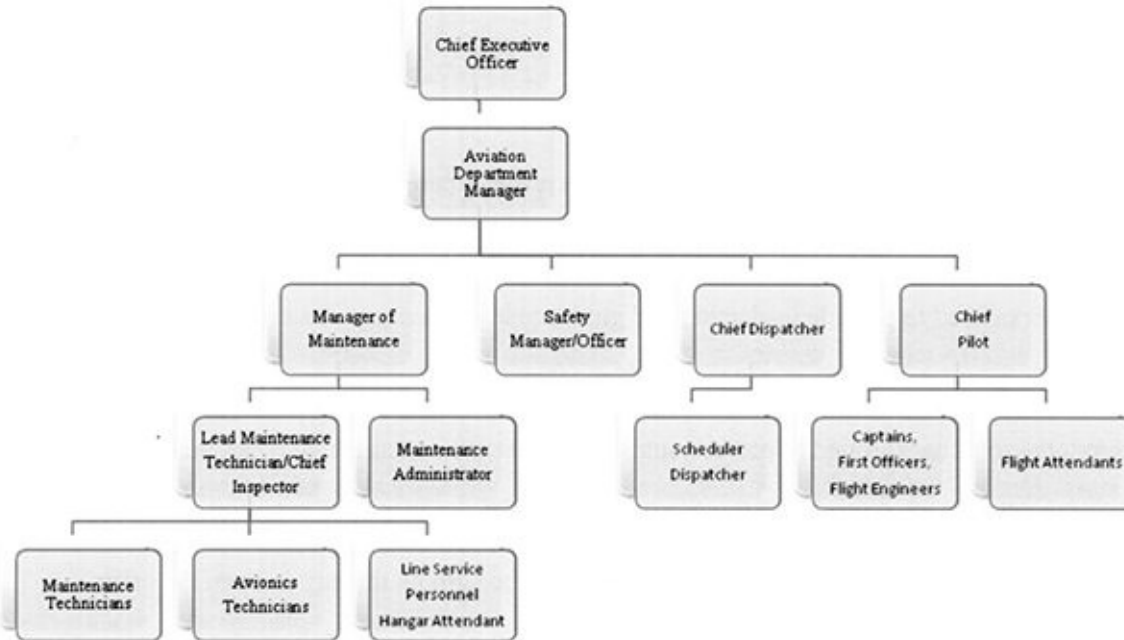 Chief Executive
Officer
Aviation
Department
Manager
Manager of
Maintenance
Safety
Manager/Officer
Chief Dispatcher
Chief
Pilot
Lead Maintenance
Technician/Chief
Inspector
Maintenance
Administrator
Scheduler
Dispatcher
Captains,
First Officers,
Flight Engineers
Flight Attendants
Maintenance
Technicians
Avionics
Technicians
Line Service
Personnel
Hangar Attendant